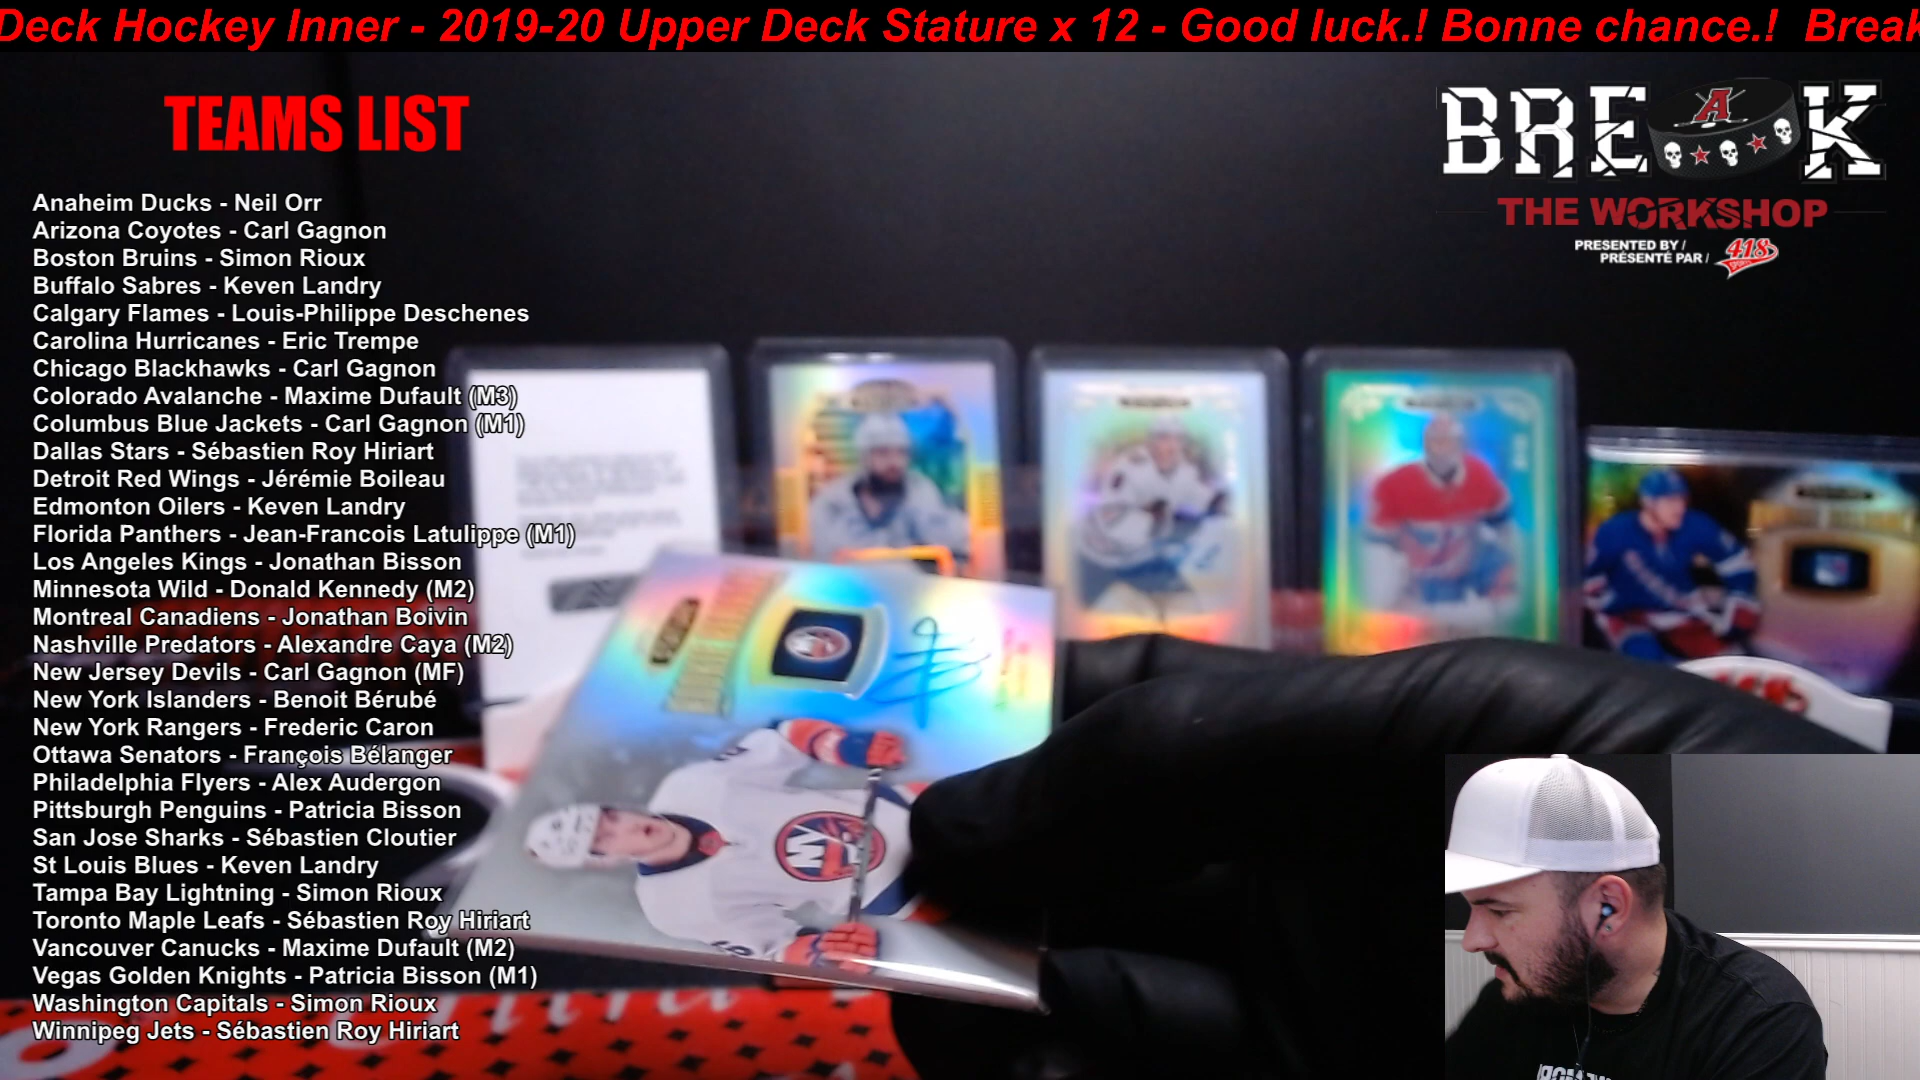 Deck Hockey Inner - 2019-20 Upper Deck Stature x 12 - Good luck.! Bonne chance.! Break
TEAMS LIST
BREAK
A
THE WORKSHOP
PRESENTED BY /
PRÉSENTÉ PAR /
418
Anaheim Ducks - Neil Orr
Arizona Coyotes - Carl Gagnon
Boston Bruins - Simon Rioux
Buffalo Sabres - Keven Landry
Calgary Flames - Louis-Philippe Deschenes
Carolina Hurricanes - Eric Trempe
Chicago Blackhawks - Carl Gagnon
Colorado Avalanche - Maxime Dufault (M3)
Columbus Blue Jackets - Carl Gagnon (M1)
Dallas Stars - Sébastien Roy Hiriart
Detroit Red Wings - Jérémie Boileau
Edmonton Oilers - Keven Landry
Florida Panthers - Jean-Francois Latulippe (M1)
Los Angeles Kings - Jonathan Bisson
Minnesota Wild - Donald Kennedy (M2)
Montreal Canadiens - Jonathan Boivin
Nashville Predators - Alexandre Caya (M2)
New Jersey Devils - Carl Gagnon (MF)
New York Islanders - Benoit Bérubé
New York Rangers - Frederic Caron
Ottawa Senators - François Bélanger
Philadelphia Flyers - Alex Audergon
Pittsburgh Penguins - Patricia Bisson
San Jose Sharks - Sébastien Cloutier
St Louis Blues - Keven Landry
Tampa Bay Lightning - Simon Rioux
Toronto Maple Leafs - Sébastien Roy Hiriart
Vancouver Canucks - Maxime Dufault (M2)
Vegas Golden Knights - Patricia Bisson (M1)
Washington Capitals - Simon Rioux
Winnipeg Jets - Sébastien Roy Hiriart
NY